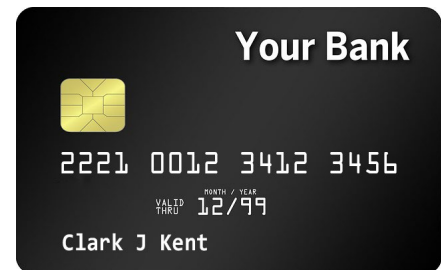 Your Bank
2221 0012 3412 3456
MONTH / YEAR
VALID THRU 12/99
Clark J Kent